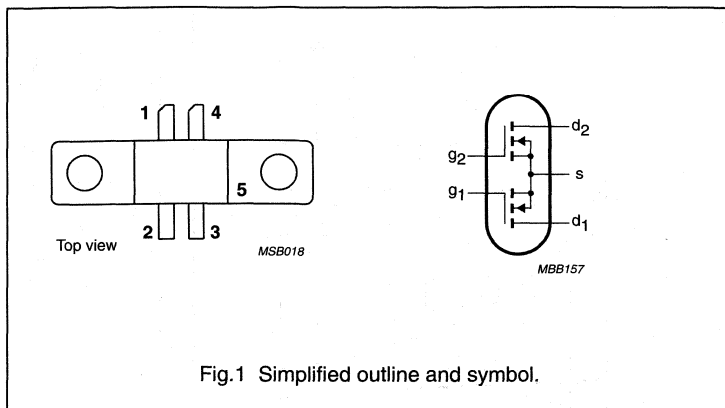 1 4
5
2 3
Top view
MSB018
d2
g2
s
g1
d1
MBB157
Fig.1 Simplified outline and symbol.